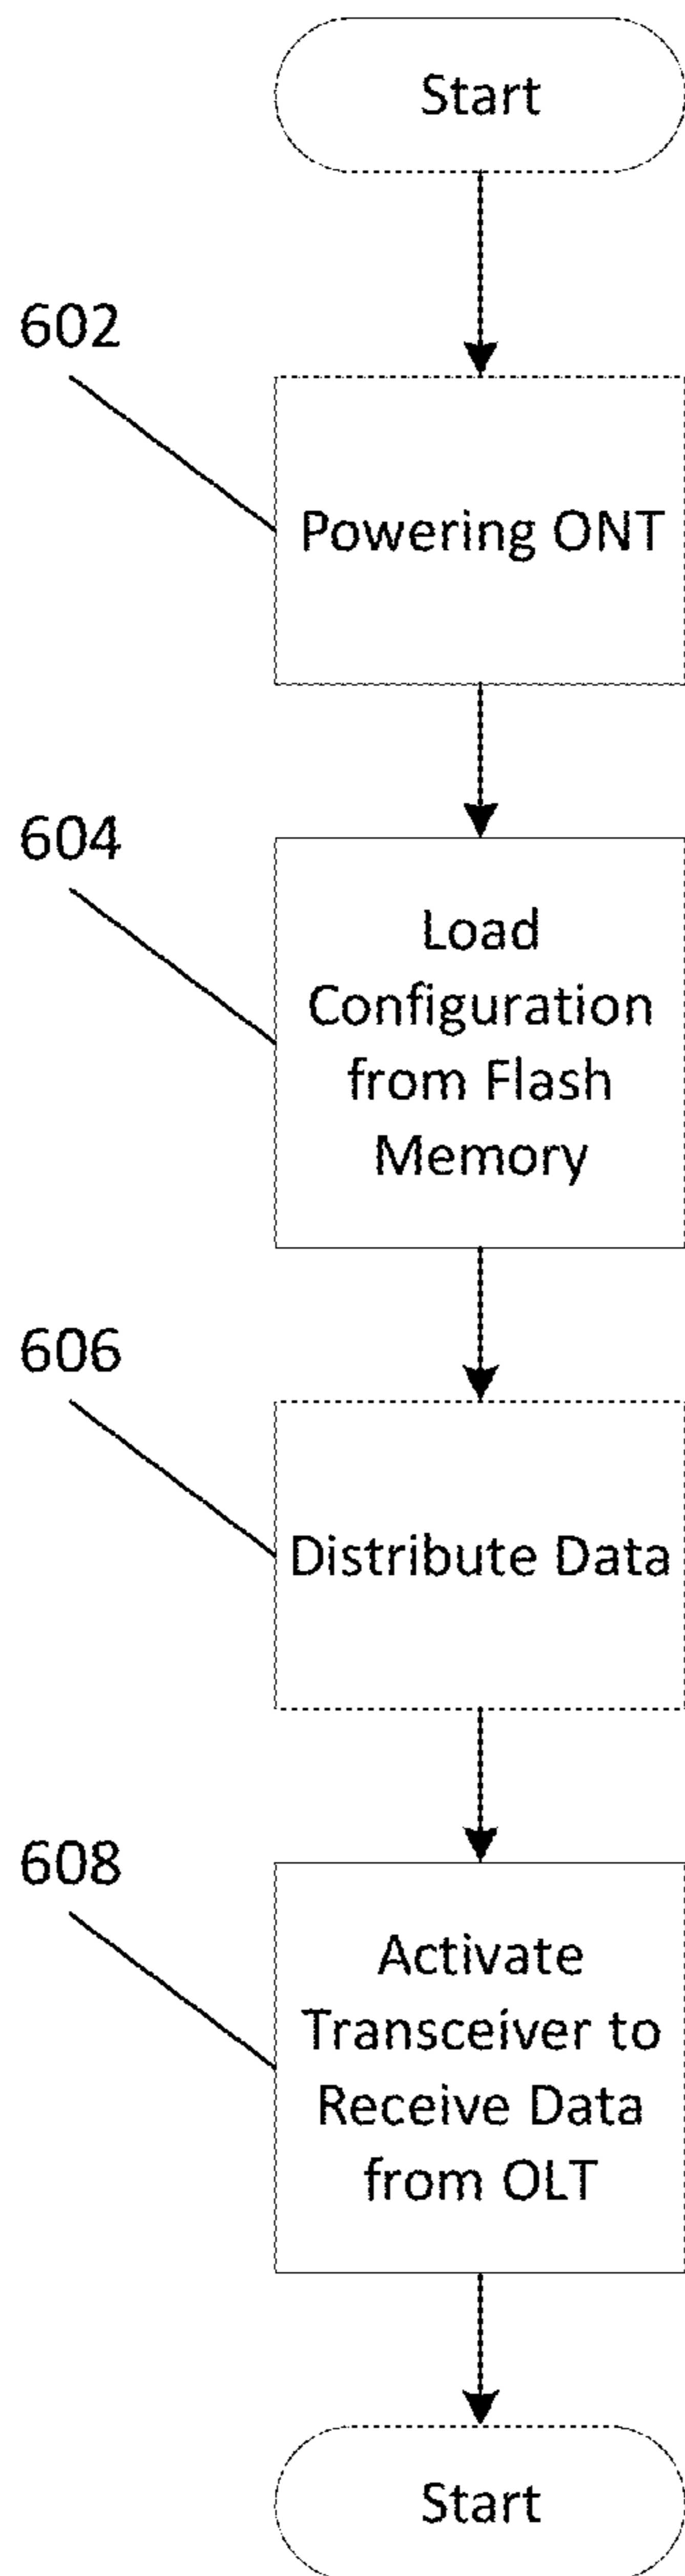 Start
602
Powering ONT
604
Load
Configuration
from Flash
Memory
606
Distribute Data
608
Activate
Transceiver to
Receive Data
from OLT
Start